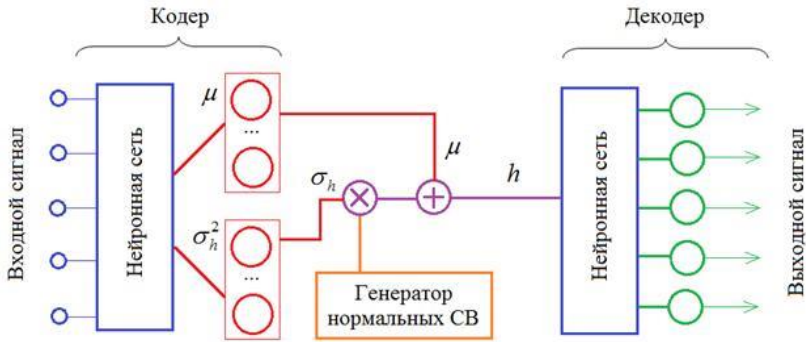 Кодер
Декодер
Входной сигнал
Нейронная сеть
μ
...
σ_h^2
...
σ_h
μ
h
Генератор
нормальных СВ
Нейронная сеть
Выходной сигнал